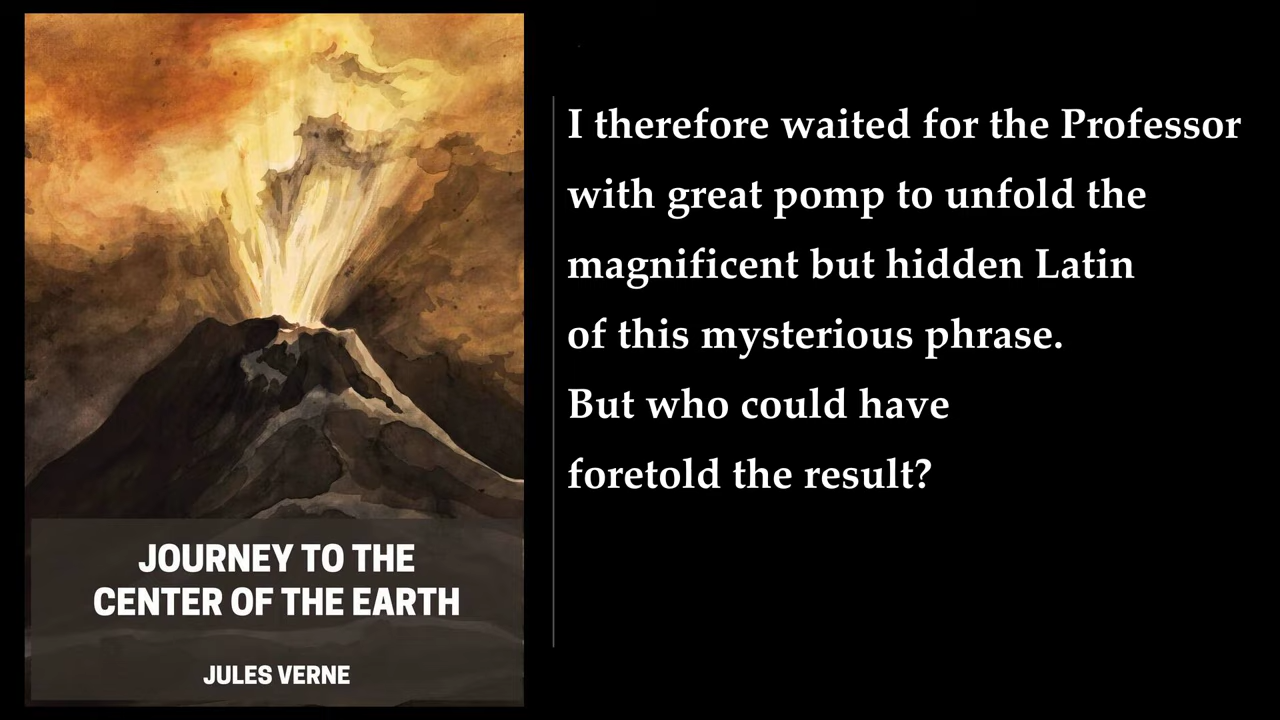 JOURNEY TO THE
CENTER OF THE EARTH
JULES VERNE
I therefore waited for the Professor
with great pomp to unfold the
magnificent but hidden Latin
of this mysterious phrase.
But who could have
foretold the result?